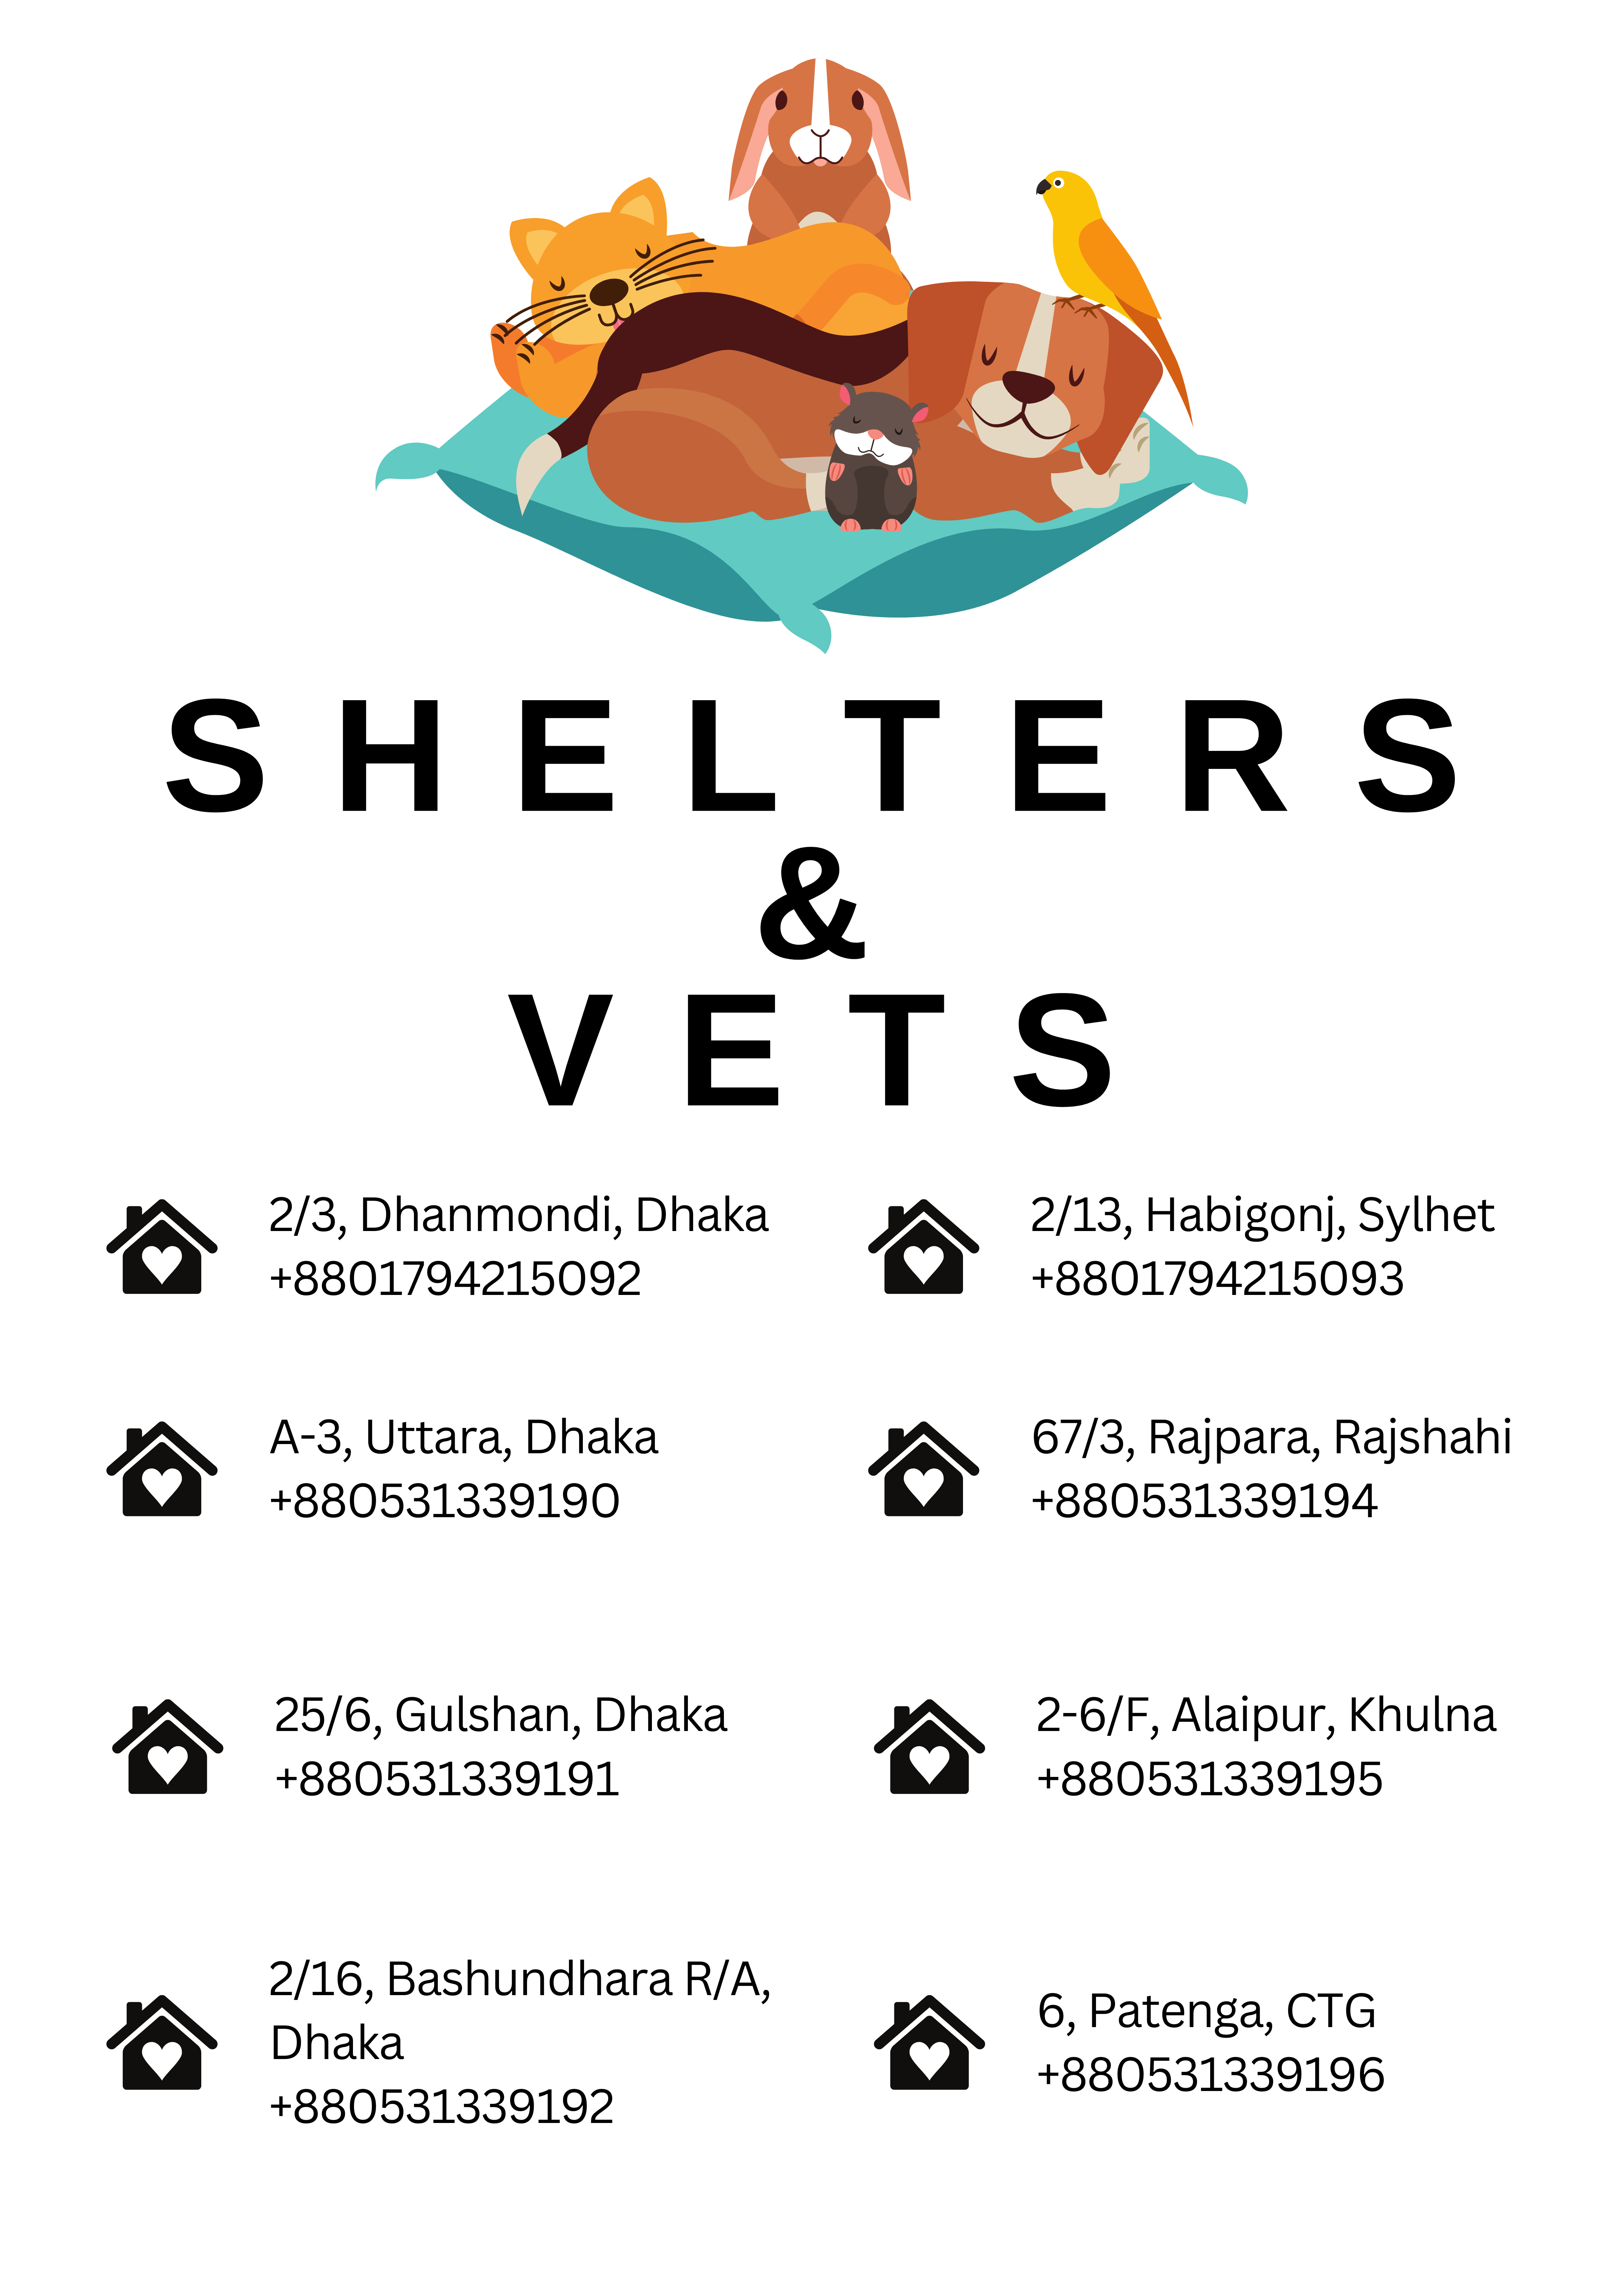 SHELTERS
&
VETS
2/3, Dhanmondi, Dhaka
+8801794215092
2/13, Habigonj, Sylhet
+8801794215093
A-3, Uttara, Dhaka
+880531339190
67/3, Rajpara, Rajshahi
+880531339194
25/6, Gulshan, Dhaka
+880531339191
2-6/F, Alaipur, Khulna
+880531339195
2/16, Bashundhara R/A,
Dhaka
+880531339192
6, Patenga, CTG
+880531339196